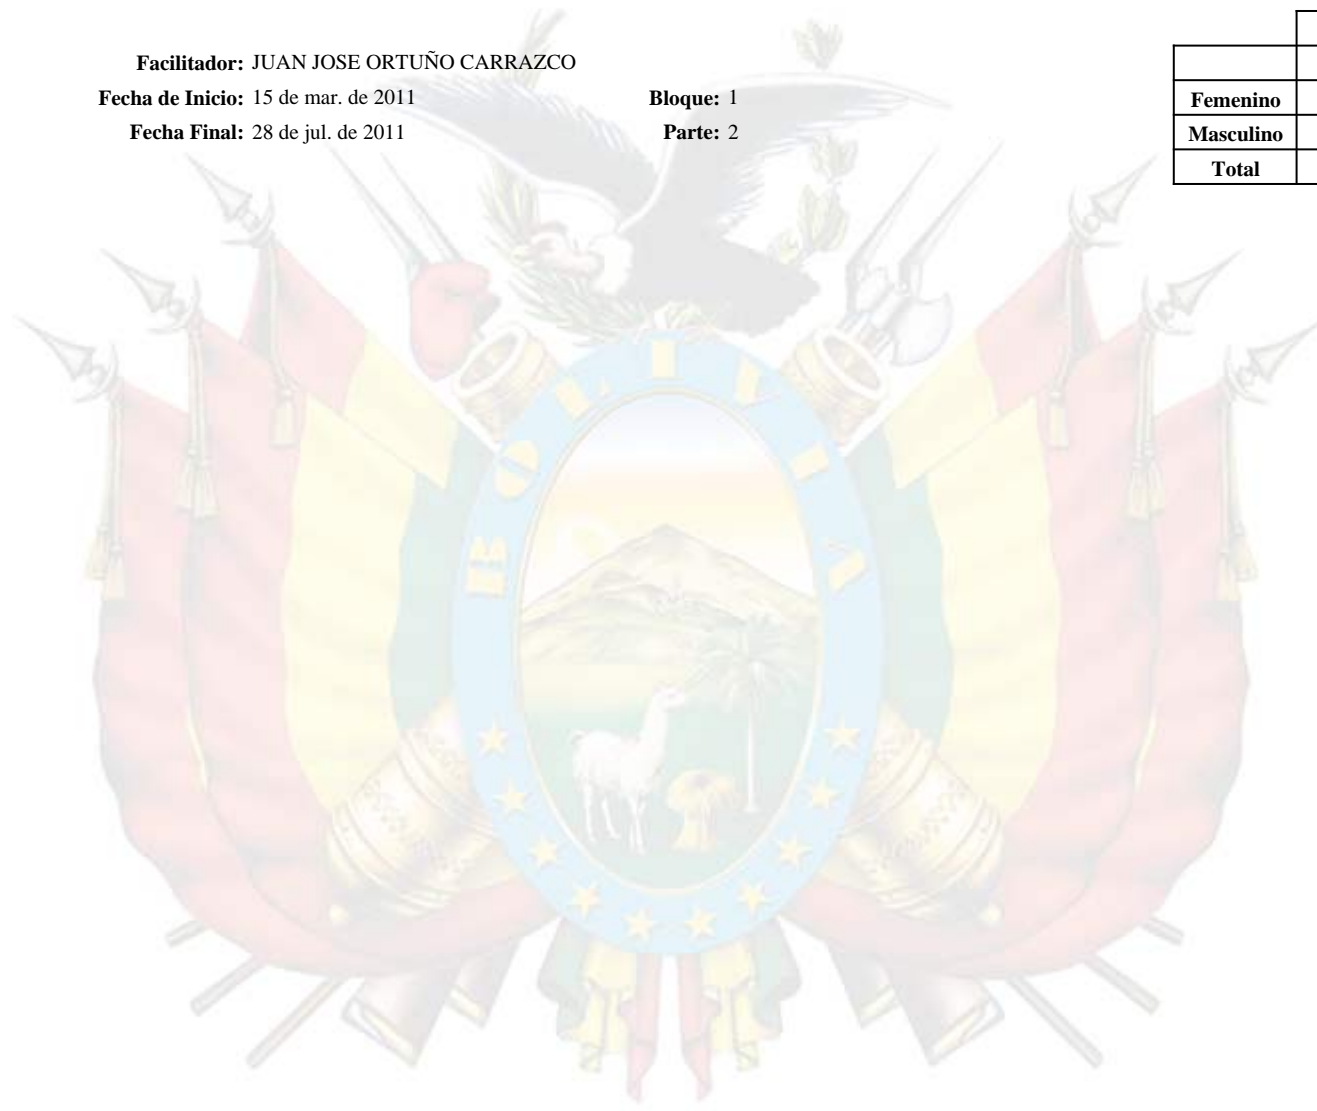 Facilitador: JUAN JOSE ORTUÑO CARRAZCO
Fecha de Inicio: 15 de mar. de 2011 Bloque: 1
Fecha Final: 28 de jul. de 2011 Parte: 2
Femenino
Masculino
Total
BOLIVIA